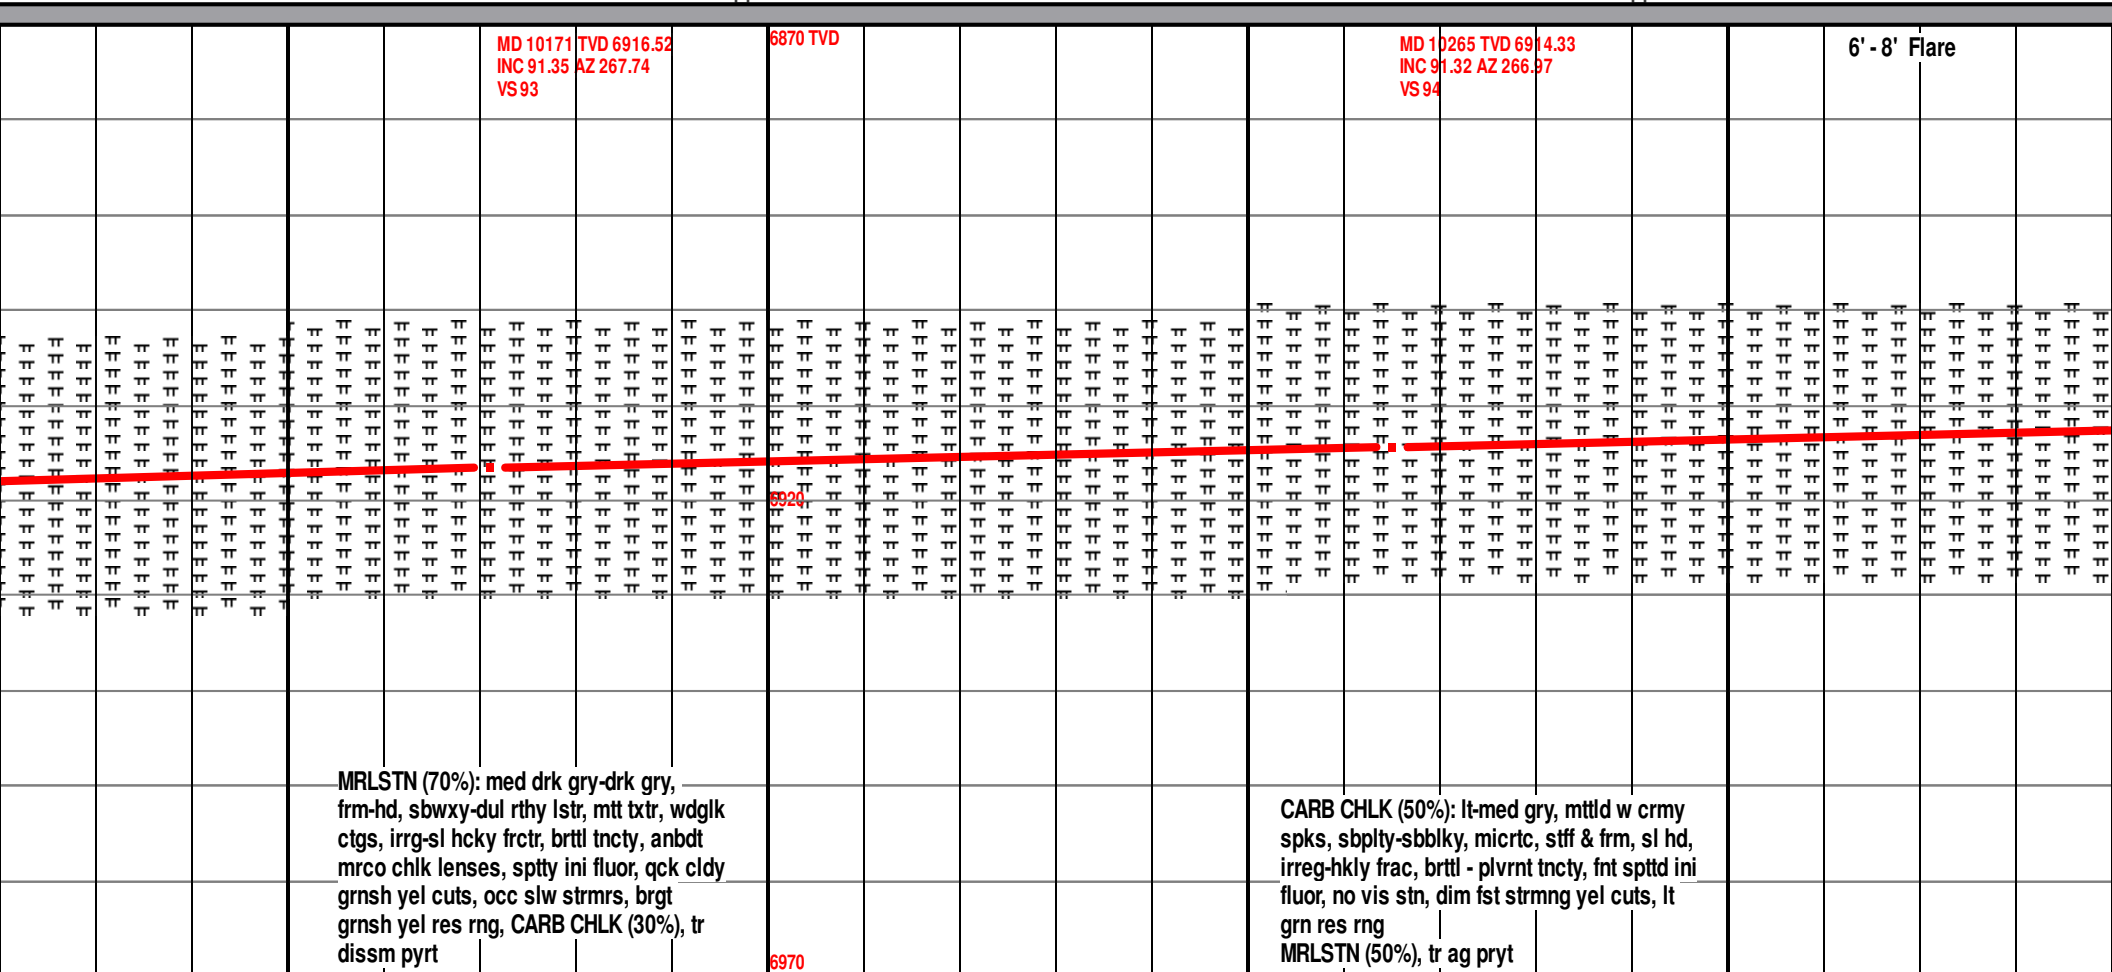 MD 10171 TVD 6916.52
INC 91.35 AZ 267.74
VS 93
6870 TVD
MD 10265 TVD 6914.33
INC 91.32 AZ 266.97
VS 94
6' - 8' Flare
6920
MRLSTN (70%): med drk gry-drk gry,
frm-hd, sbwxy-dul rthy lstr, mtt txtr, wdglk
ctgs, irrg-sl hcky frctr, brttl tncty, anbdt
mrco chlk lenses, sptty ini fluor, qck cldy
grnsh yel cuts, occ slw strmrs, brgt
grnsh yel res rng, CARB CHLK (30%), tr
dissm pyrt
CARB CHLK (50%): lt-med gry, mttld w crmy
spks, sbplty-sbblky, micrtc, stff & frm, sl hd,
irreg-hkly frac, brttl - plvrnt tncty, fnt spttd ini
fluor, no vis stn, dim fst strmng yel cuts, lt
grn res rng
MRLSTN (50%), tr ag pryt
6970